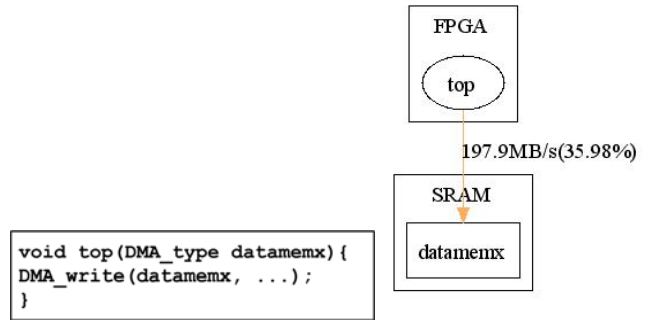 FPGA
top
197.9MB/s(35.98%)
SRAM
datamemx
void top(DMA_type datamemx){
DMA_write(datamemx, ...);
}